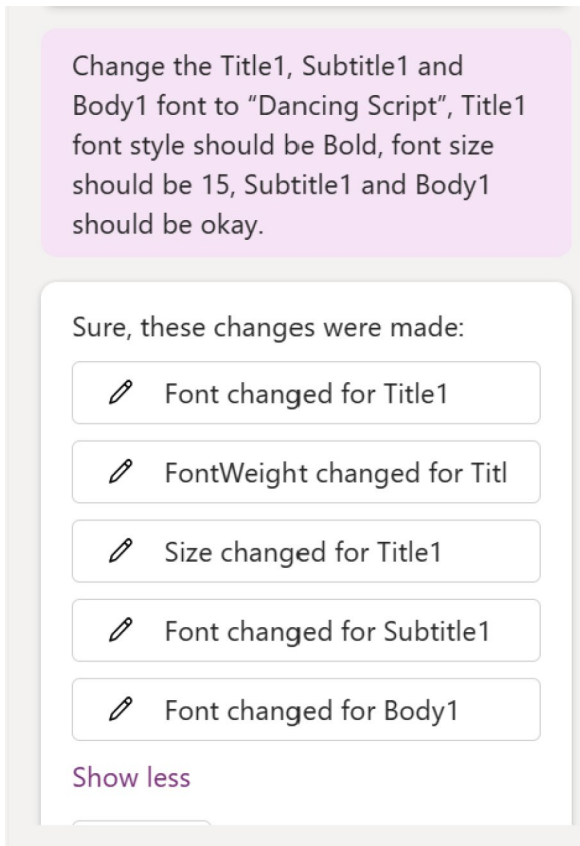 Change the Title1, Subtitle1 and
Body1 font to “Dancing Script”, Title1
font style should be Bold, font size
should be 15, Subtitle1 and Body1
should be okay.
Sure, these changes were made:
Font changed for Title1
FontWeight changed for Titl
Size changed for Title1
Font changed for Subtitle1
Font changed for Body1
Show less